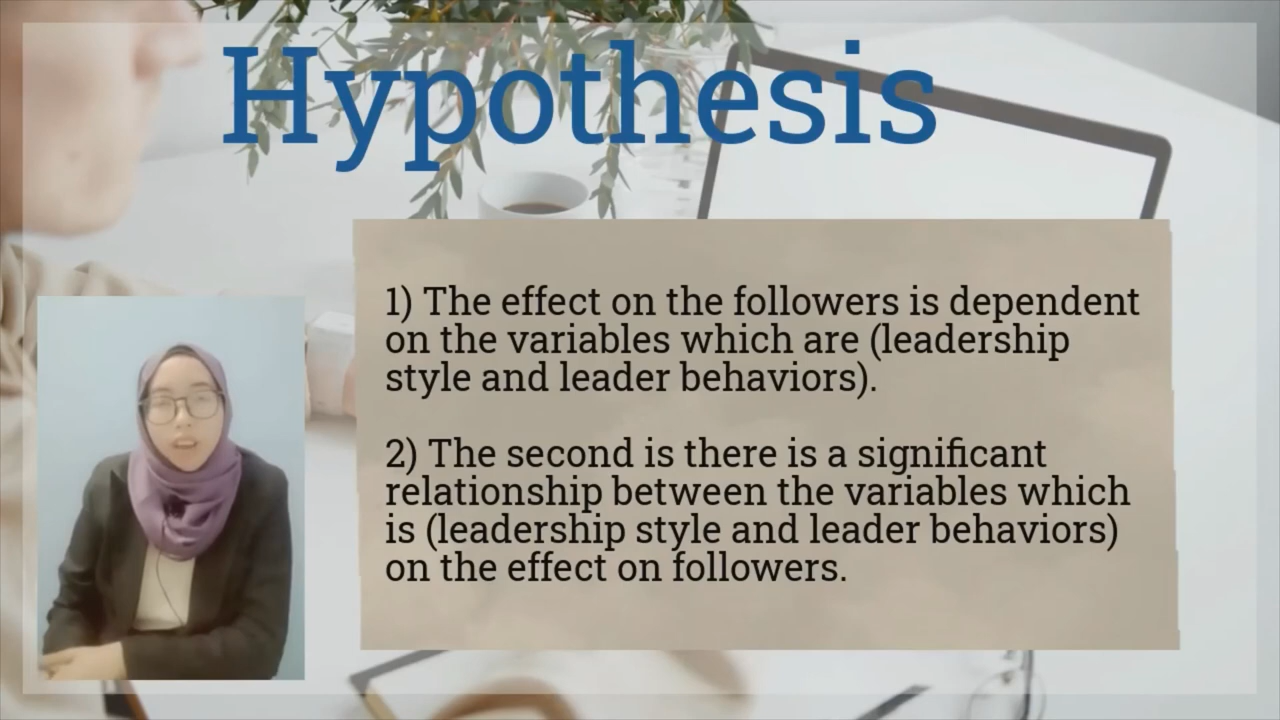 Hypothesis
1) The effect on the followers is dependent
on the variables which are (leadership
style and leader behaviors).
2) The second is there is a significant
relationship between the variables which
is (leadership style and leader behaviors)
on the effect on followers.